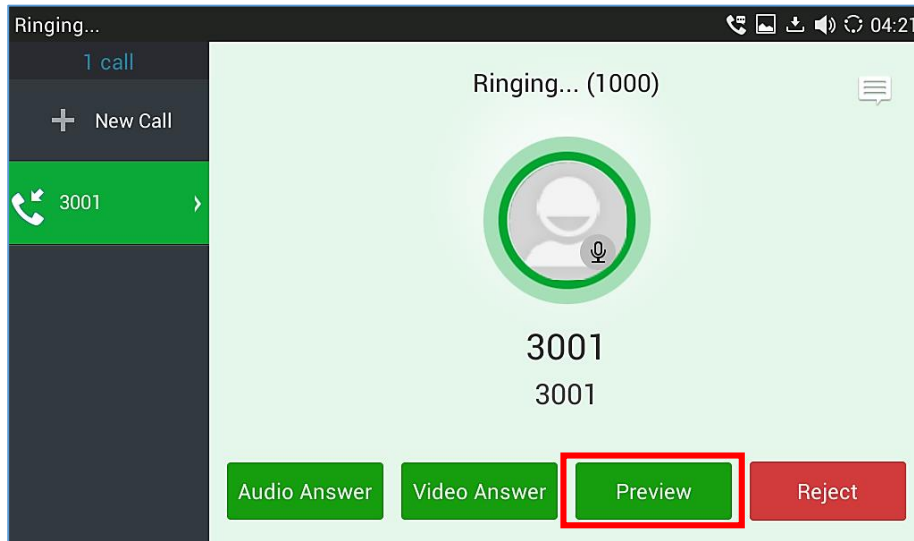 Ringing...
04:21
1 call
New Call
3001
Ringing... (1000)
3001
3001
Audio Answer
Video Answer
Preview
Reject